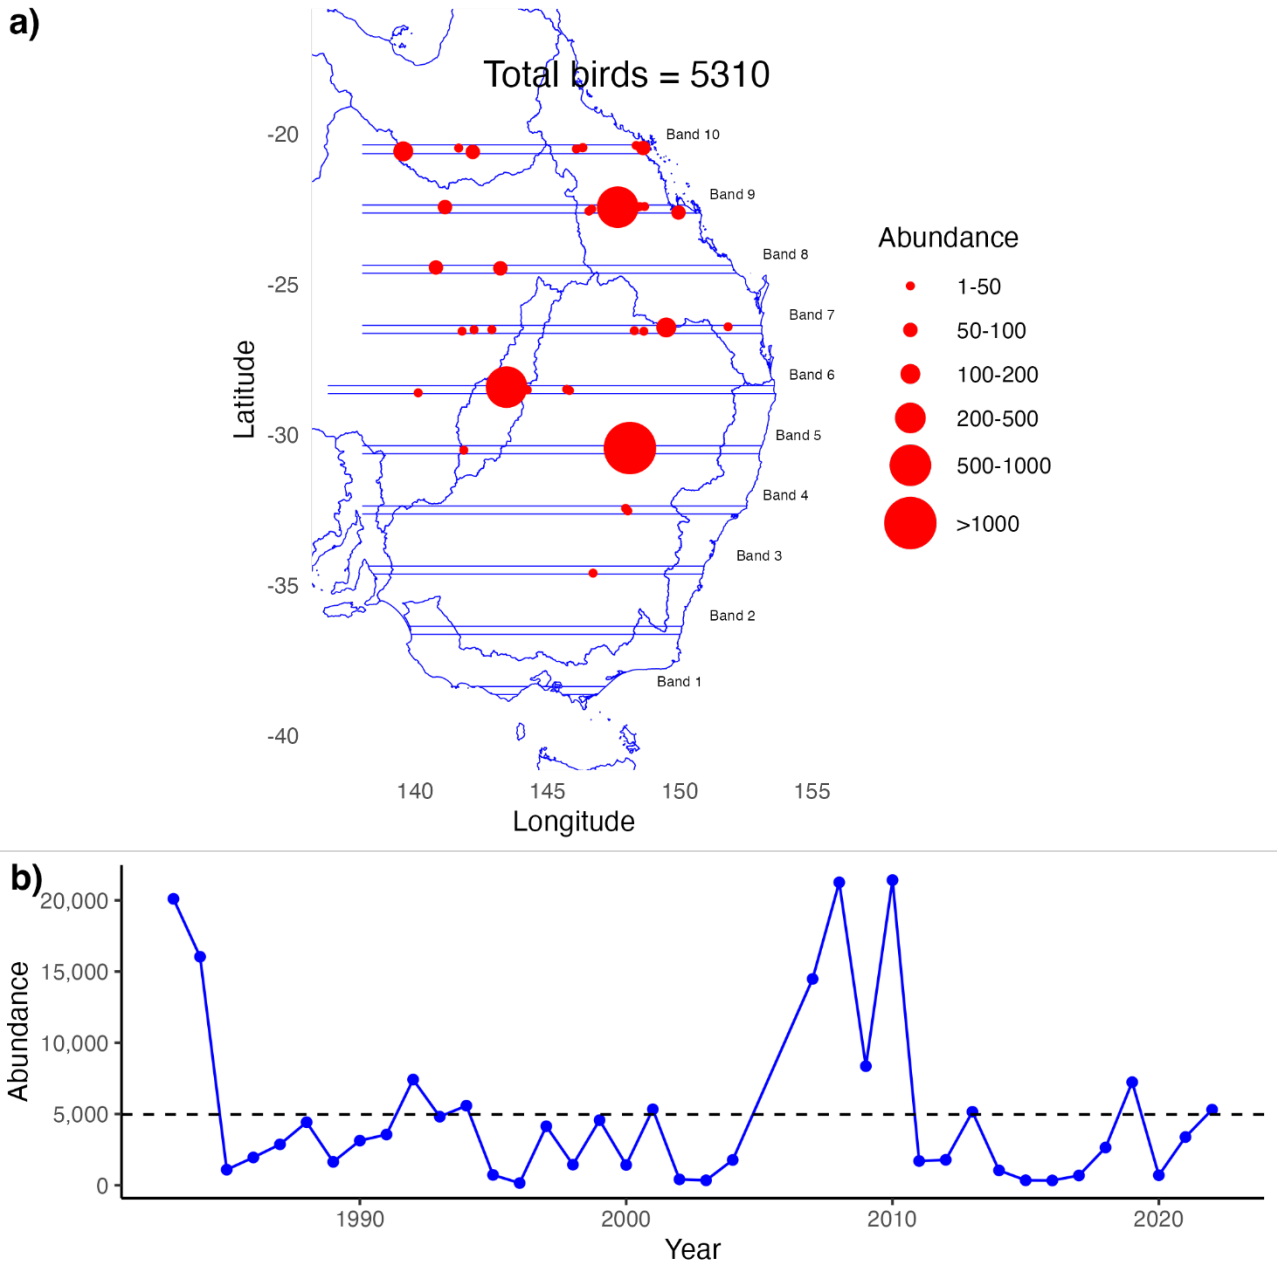 a)
Total birds = 5310
-20
-25
-30
-35
-40
Latitude
Band 10
Band 9
Band 8
Band 7
Band 6
Band 5
Band 4
Band 3
Band 2
Band 1
140 145 150 155
Longitude
Abundance
1-50
50-100
100-200
200-500
500-1000
>1000
b)
20,000
15,000
10,000
5,000
0
Abundance
1990 2000 2010 2020
Year